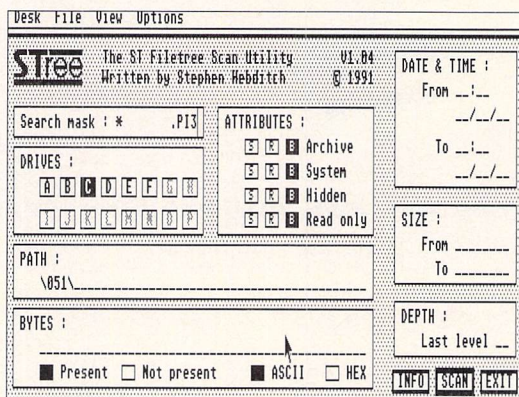 Desk File View Options
STree
The ST Filetree Scan Utility V1.04
Written by Stephen Hebditch © 1991
Search mask : * .PI3
DRIVES :
A B C D E F G H
I J K L M N O P
ATTRIBUTES :
S R B Archive
S R B System
S R B Hidden
S R B Read only
PATH :
\051\
BYTES :
Present Not present ASCII HEX
DATE & TIME :
From __:__
__/__/__
To __:__
__/__/__
SIZE :
From
To
DEPTH :
Last level
INFO SCAN EXIT